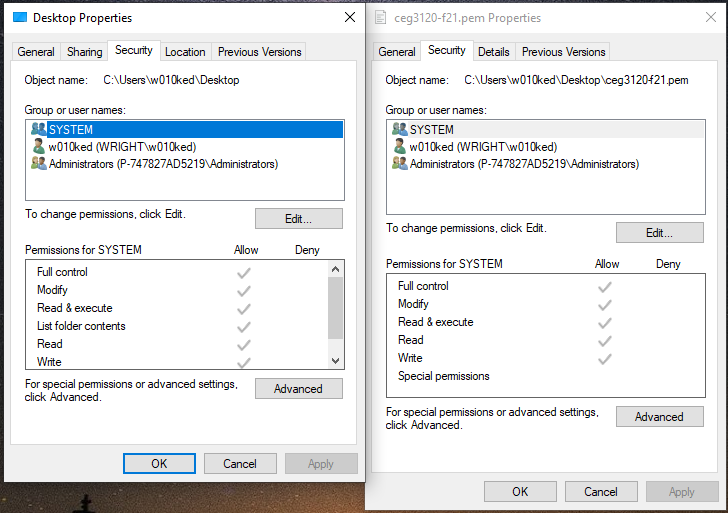 Desktop Properties
General Sharing Security Location Previous Versions
Object name: C:\Users\w010ked\Desktop
Group or user names:
SYSTEM
w010ked (WRIGHT\w010ked)
Administrators (P-747827AD5219\Administrators)
To change permissions, click Edit.
Edit...
Permissions for SYSTEM Allow Deny
Full control
Modify
Read & execute
List folder contents
Read
Write
For special permissions or advanced settings,
click Advanced.
Advanced
OK Cancel Apply
ceg3120-f21.pem Properties
General Security Details Previous Versions
Object name: C:\Users\w010ked\Desktop\ceg3120-f21.pem
Group or user names:
SYSTEM
w010ked (WRIGHT\w010ked)
Administrators (P-747827AD5219\Administrators)
To change permissions, click Edit.
Edit...
Permissions for SYSTEM Allow Deny
Full control
Modify
Read & execute
Read
Write
Special permissions
For special permissions or advanced settings,
click Advanced.
Advanced
OK Cancel Apply